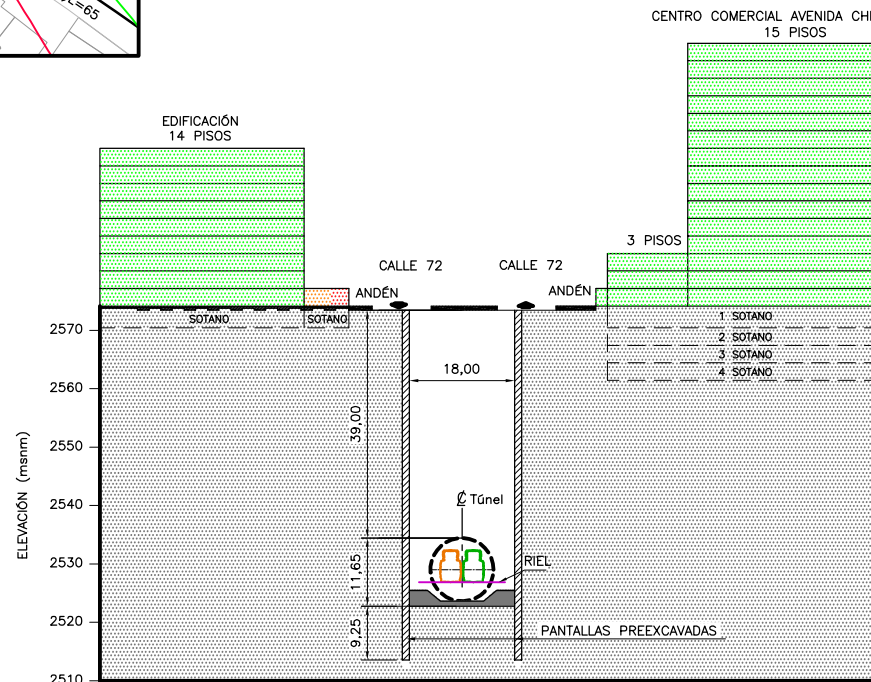 =65
CENTRO COMERCIAL AVENIDA
15 PISOS
EDIFICACIÓN
14 PISOS
3 PISOS
CALLE 72
CALLE 72
ANDÉN
ANDÉN
SOTANO
SOTANO
1 SOTANO
2 SOTANO
3 SOTANO
4 SOTANO
2570
2560
2550
2540
2530
2520
2510
ELEVACIÓN (msnm)
18,00
39,00
℄ Túnel
RIEL
11,65
9,25
PANTALLAS PREEXCAVADAS